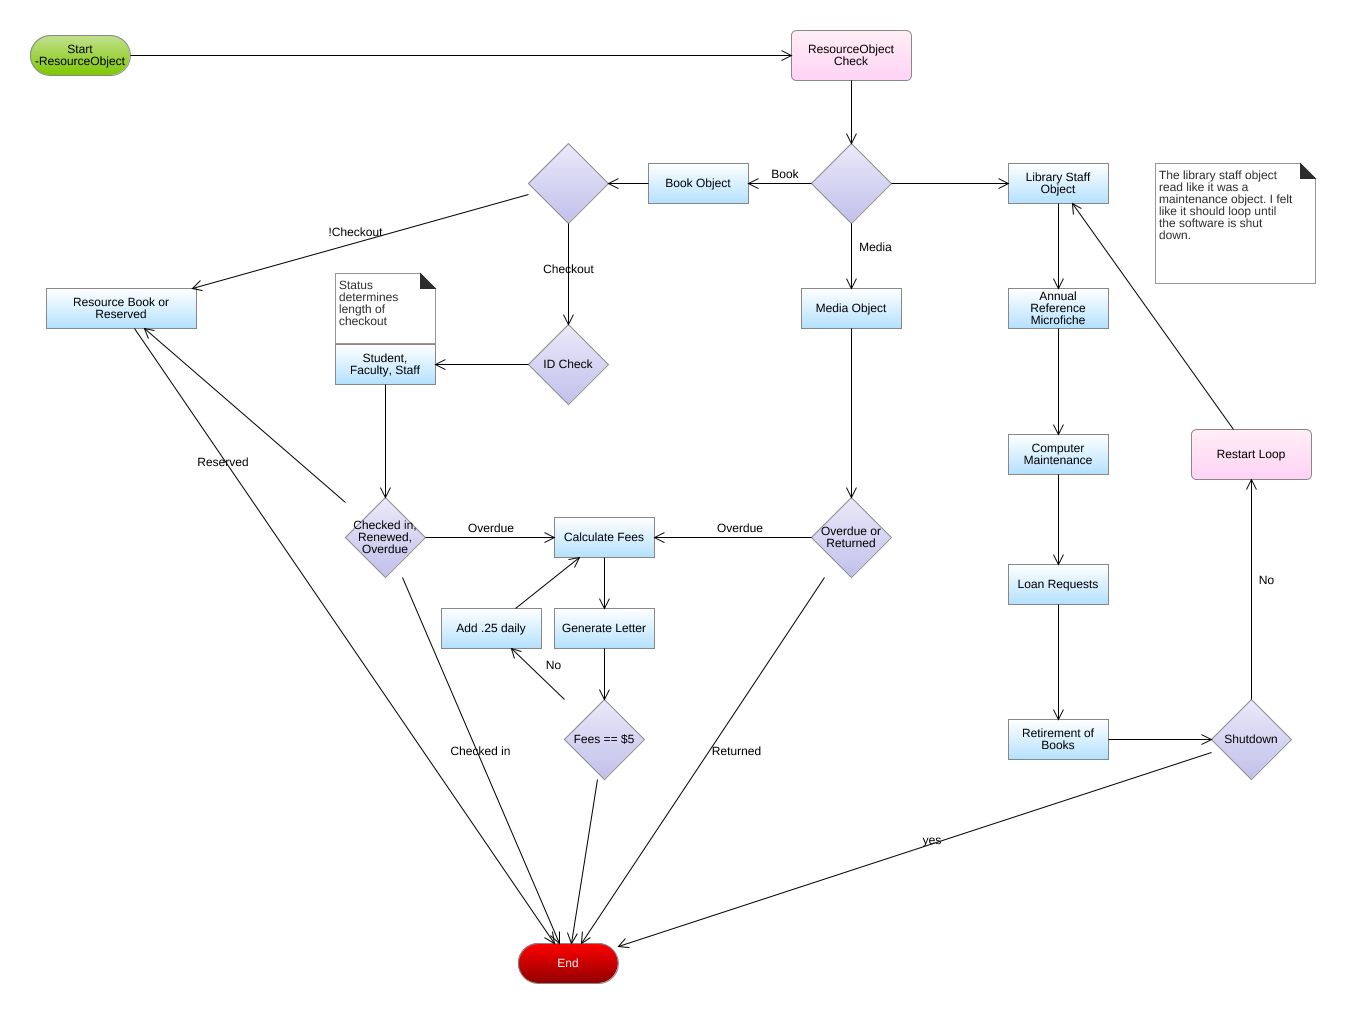 Start
-ResourceObject
ResourceObject
Check
Book Object
Book
Library Staff
Object
The library staff object
read like it was a
maintenance object. I felt
like it should loop until
the software is shut
down.
!Checkout
Media
Checkout
Status
determines
length of
checkout
Resource Book or
Reserved
Media Object
Annual
Reference
Microfiche
Student,
Faculty, Staff
ID Check
Reserved
Computer
Maintenance
Restart Loop
Checked in,
Renewed,
Overdue
Overdue
Calculate Fees
Overdue
Overdue or
Returned
Loan Requests
No
Add .25 daily
Generate Letter
No
Fees == $5
Retirement of
Books
Shutdown
Checked in
Returned
yes
End